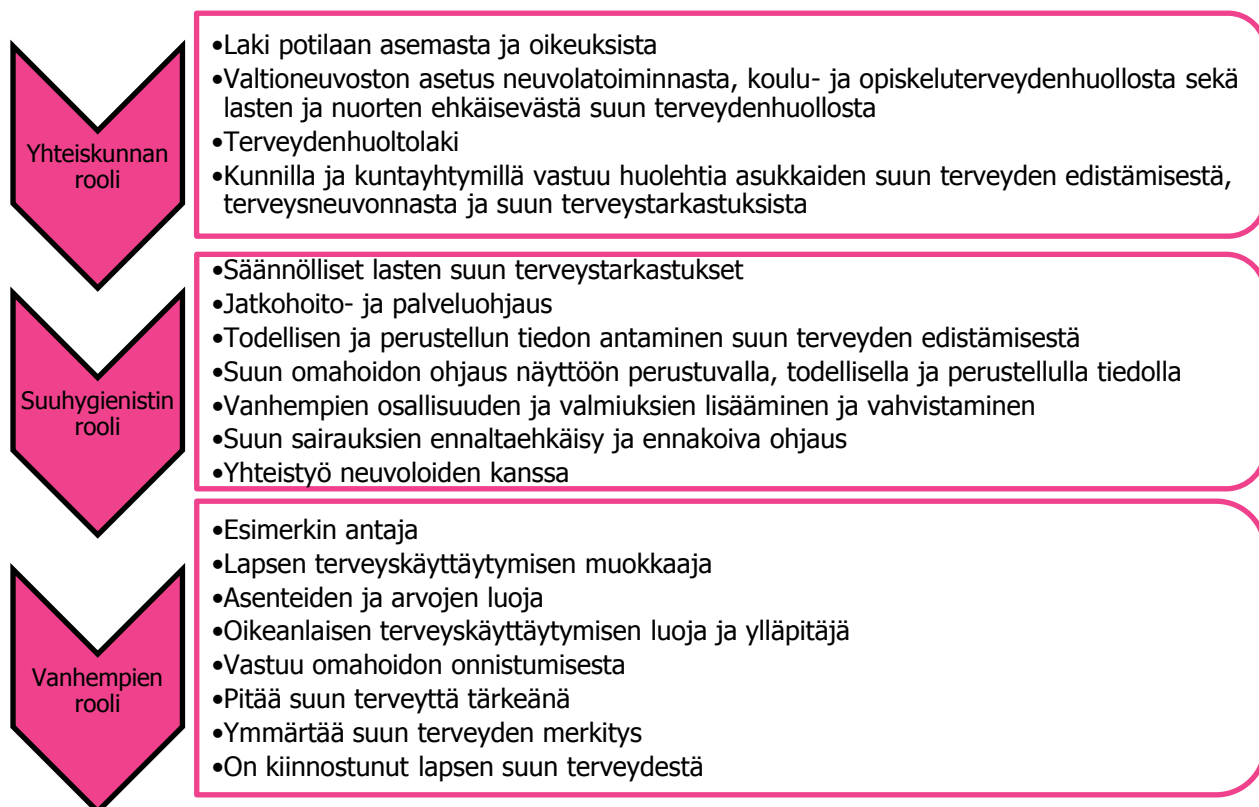 Yhteiskunnan
rooli
•Laki potilaan asemasta ja oikeuksista
•Valtioneuvoston asetus neuvolatoiminnasta, koulu- ja opiskeluterveydenhuollosta sekä
lasten ja nuorten ehkäisevästä suun terveydenhuollosta
•Terveydenhuoltolaki
•Kunnilla ja kuntayhtymillä vastuu huolehtia asukkaiden suun terveyden edistämisestä,
terveysneuvonnasta ja suun terveystarkastuksista
Suuhygienistin
rooli
•Säännölliset lasten suun terveystarkastukset
•Jatkohoito- ja palveluohjaus
•Todellisen ja perustellun tiedon antaminen suun terveyden edistämisestä
•Suun omahoidon ohjaus näyttöön perustuvalla, todellisella ja perustellulla tiedolla
•Vanhempien osallisuuden ja valmiuksien lisääminen ja vahvistaminen
•Suun sairauksien ennaltaehkäisy ja ennakoiva ohjaus
•Yhteistyö neuvoloiden kanssa
Vanhempien
rooli
•Esimerkin antaja
•Lapsen terveyskäyttäytymisen muokkaaja
•Asenteiden ja arvojen luoja
•Oikeanlaisen terveyskäyttäytymisen luoja ja ylläpitäjä
•Vastuu omahoidon onnistumisesta
•Pitää suun terveyttä tärkeänä
•Ymmärtää suun terveyden merkitys
•On kiinnostunut lapsen suun terveydestä